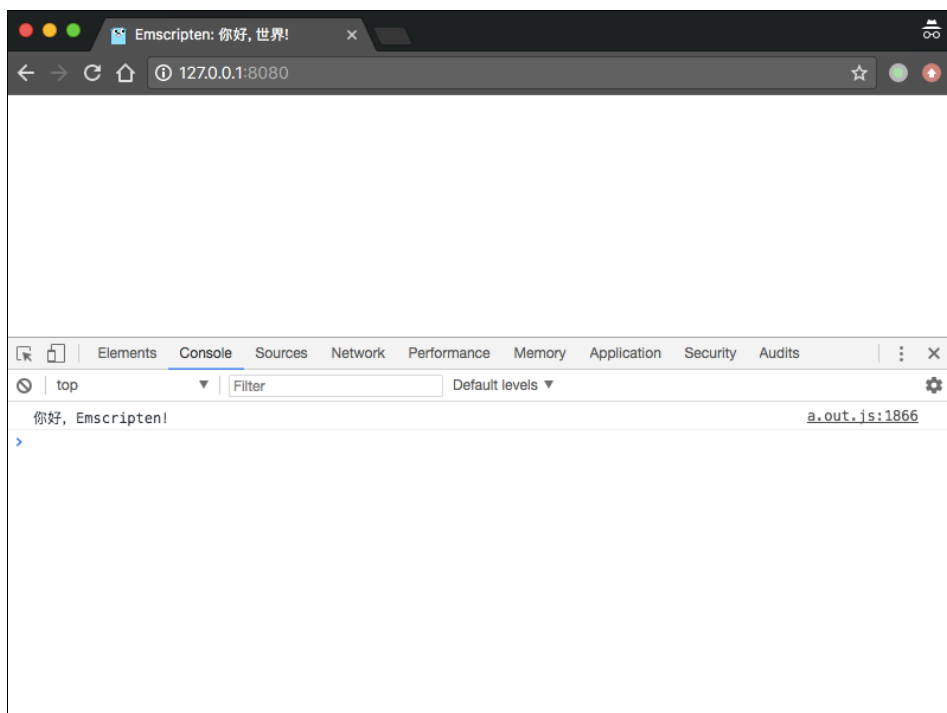 Emscripten: 你好, 世界!
127.0.0.1:8080
Elements Console Sources Network Performance Memory Application Security Audits
top Filter Default levels
你好, Emscripten! a.out.js:1866